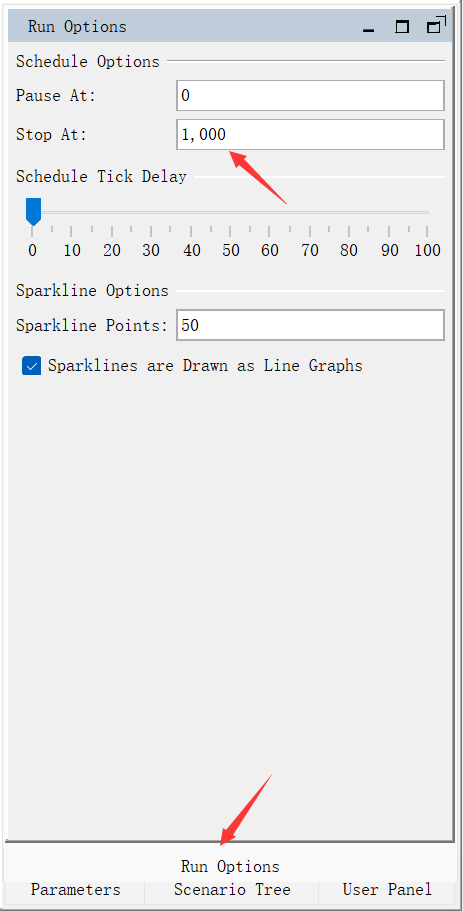 Run Options
Schedule Options
Pause At: 0
Stop At: 1,000
Schedule Tick Delay
0 10 20 30 40 50 60 70 80 90 100
Sparkline Options
Sparkline Points: 50
Sparklines are Drawn as Line Graphs
Run Options
Parameters Scenario Tree User Panel